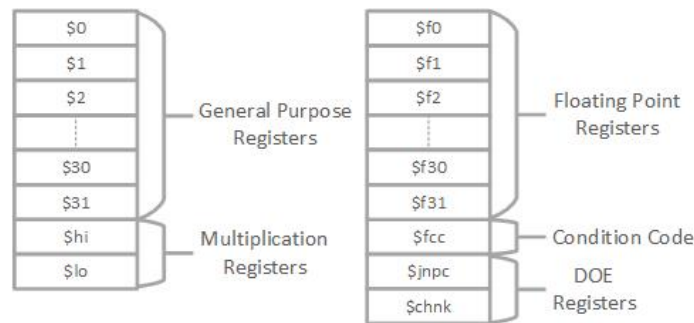 $0
$1
$2
$30
$31
$hi
$lo
General Purpose
Registers
Multiplication
Registers
$f0
$f1
$f2
$f30
$f31
$fcc
$jnpc
$chnk
Floating Point
Registers
Condition Code
DOE
Registers